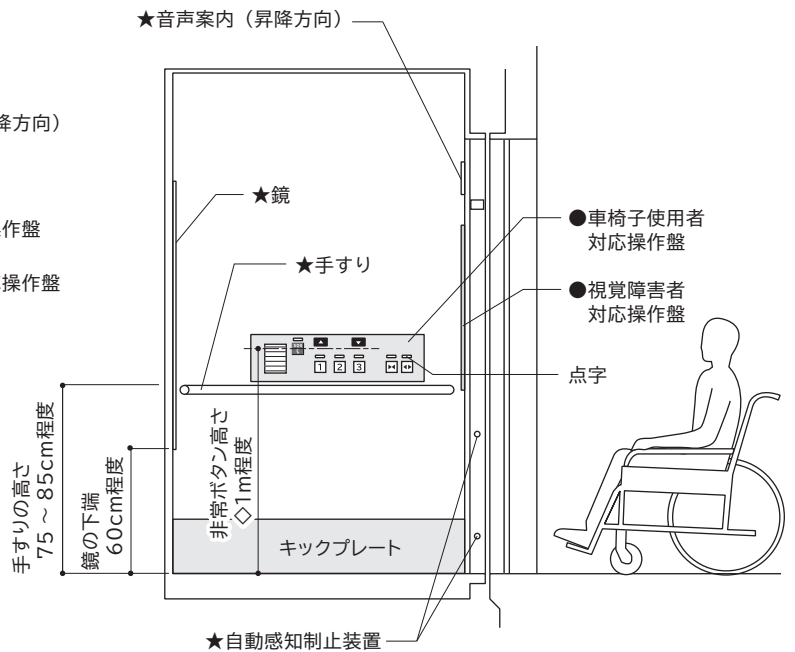 ★音声案内（昇降方向）
降方向）
★鏡
作盤
操作盤
●車椅子使用者
対応操作盤
★手すり
●視覚障害者
対応操作盤
1 2 3
点字
手すりの高さ
75 ～ 85cm程度
鏡の下端
60cm程度
非常ボタン高さ
◇1m程度
キックプレート
★自動感知制止装置